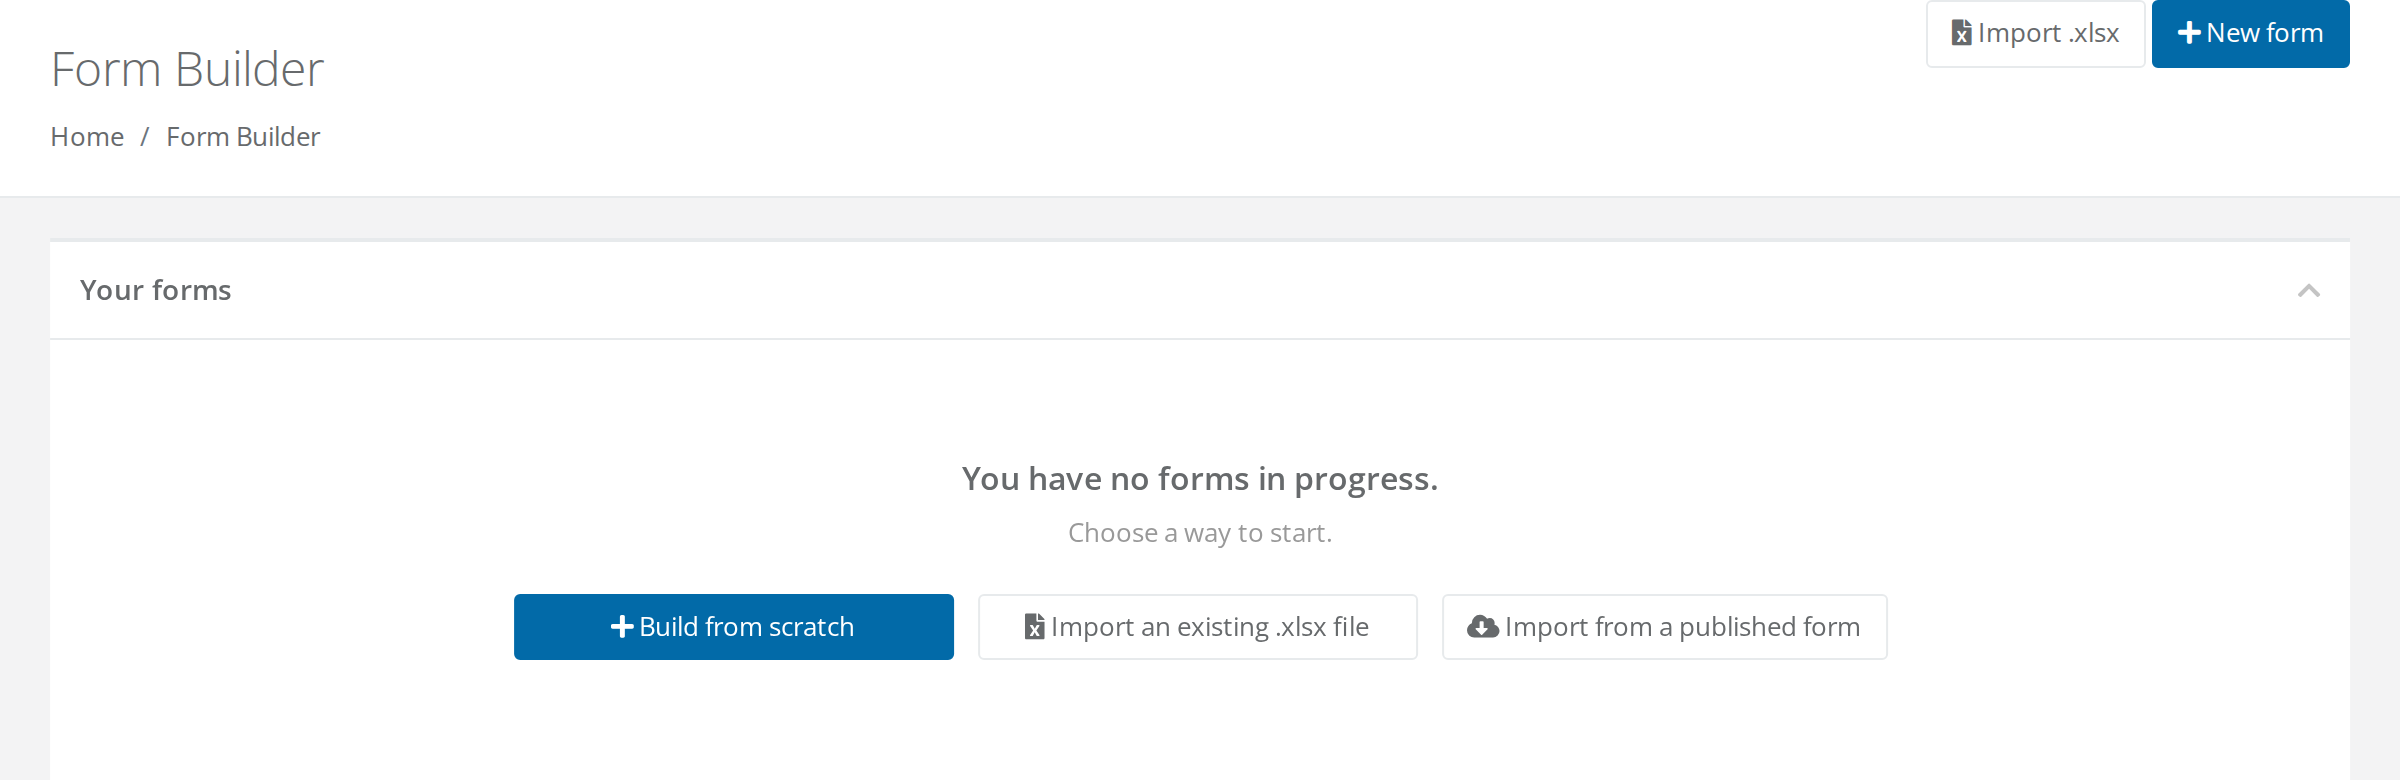 Import .xlsx
New form
Form Builder
Home / Form Builder
Your forms
You have no forms in progress.
Choose a way to start.
Build from scratch
Import an existing .xlsx file
Import from a published form